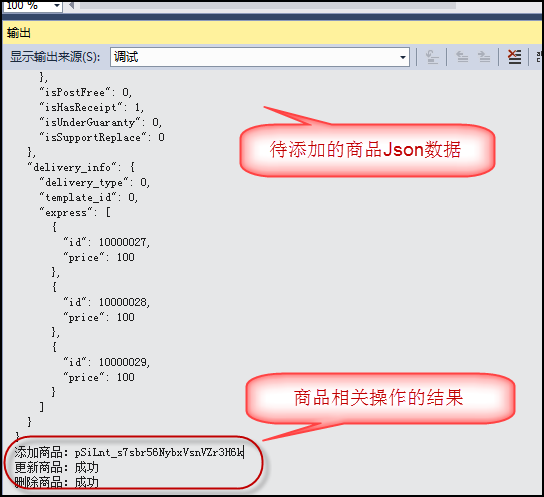 100 %
输出
显示输出来源(S): 调试
},
"isPostFree": 0,
"isHasReceipt": 1,
"isUnderGuaranty": 0,
"isSupportReplace": 0
},
"delivery_info": {
"delivery_type": 0,
"template_id": 0,
"express": [
{
"id": 10000027,
"price": 100
},
{
"id": 10000028,
"price": 100
},
{
"id": 10000029,
"price": 100
}
]
}
}
待添加的商品Json数据
商品相关操作的结果
添加商品: pSiLnt_s7sbr56NybxVsnVZr3H6k
更新商品: 成功
删除商品: 成功